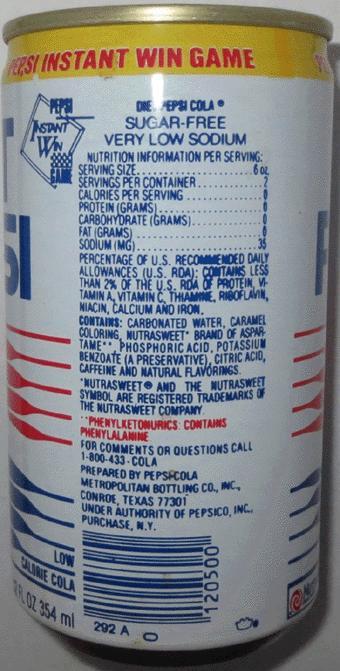 PEPSI INSTANT WIN GAME
PEPSI
INSTANT
WIN
GAME
DIET PEPSI COLA®
SUGAR-FREE
VERY LOW SODIUM
NUTRITION INFORMATION PER SERVING:
SERVING SIZE.......................6 oz.
SERVINGS PER CONTAINER............2
CALORIES PER SERVING................0
PROTEIN (GRAMS).....................0
CARBOHYDRATE (GRAMS)...............0
FAT (GRAMS).........................0
SODIUM (MG).........................35
PERCENTAGE OF U.S. RECOMMENDED DAILY
ALLOWANCES (U.S. RDA): CONTAINS LESS
THAN 2% OF THE U.S. RDA OF PROTEIN, VI-
TAMIN A, VITAMIN C, THIAMINE, RIBOFLAVIN,
NIACIN, CALCIUM AND IRON.
CONTAINS: CARBONATED WATER, CARAMEL
COLORING, NUTRASWEET* BRAND OF ASPAR-
TAME**, PHOSPHORIC ACID, POTASSIUM
BENZOATE (A PRESERVATIVE), CITRIC ACID,
CAFFEINE AND NATURAL FLAVORINGS.
*NUTRASWEET® AND THE NUTRASWEET
SYMBOL ARE REGISTERED TRADEMARKS OF
THE NUTRASWEET COMPANY.
**PHENYLKETONURICS: CONTAINS
PHENYLALANINE
FOR COMMENTS OR QUESTIONS CALL
1-800-433-COLA
PREPARED BY PEPSI-COLA
METROPOLITAN BOTTLING CO., INC.,
CONROE, TEXAS 77301
UNDER AUTHORITY OF PEPSICO, INC.,
PURCHASE, N.Y.
LOW
CALORIE COLA
FL OZ 354 ml
120500
292 A
0